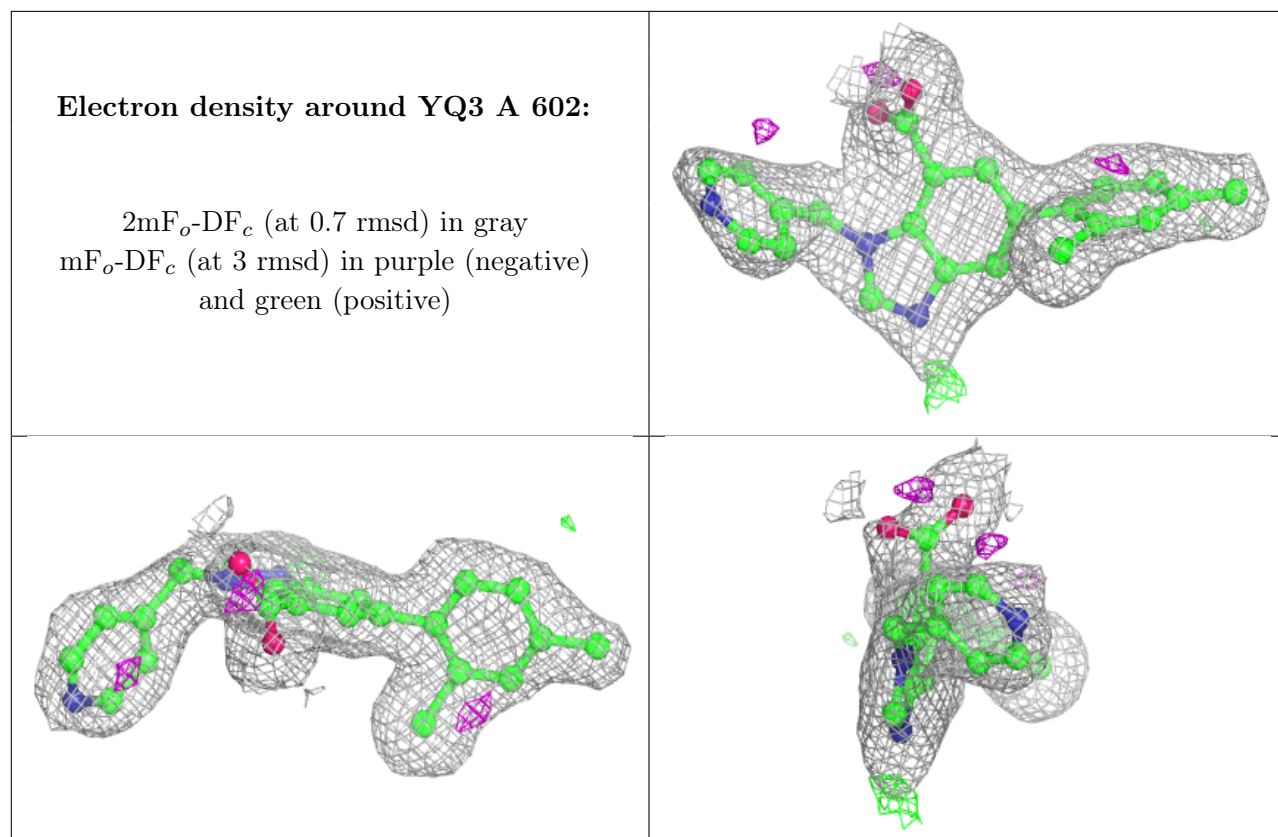 Electron density around YQ3 A 602:
2mFo-DFc (at 0.7 rmsd) in gray
mFo-DFc (at 3 rmsd) in purple (negative)
and green (positive)